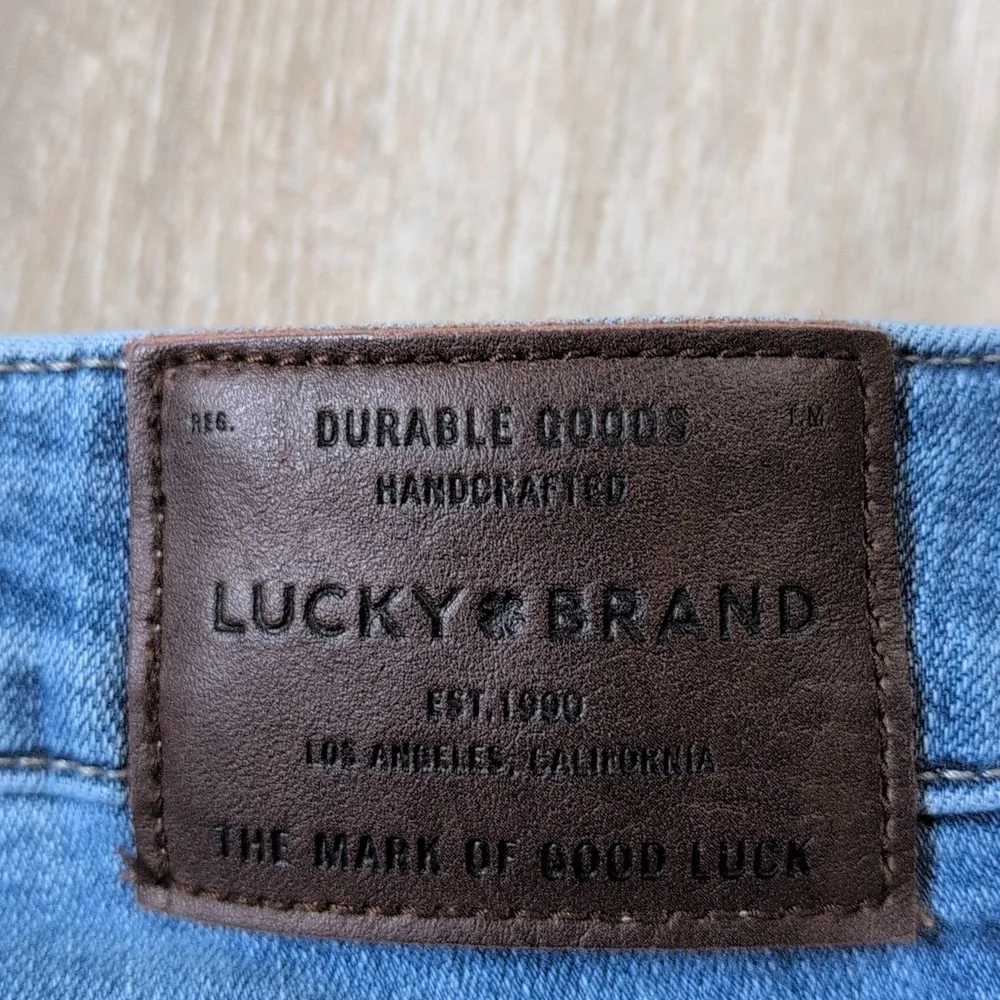 REG. DURABLE GOODS T.M.
HANDCRAFTED
LUCKY BRAND
EST. 1990
LOS ANGELES, CALIFORNIA
THE MARK OF GOOD LUCK